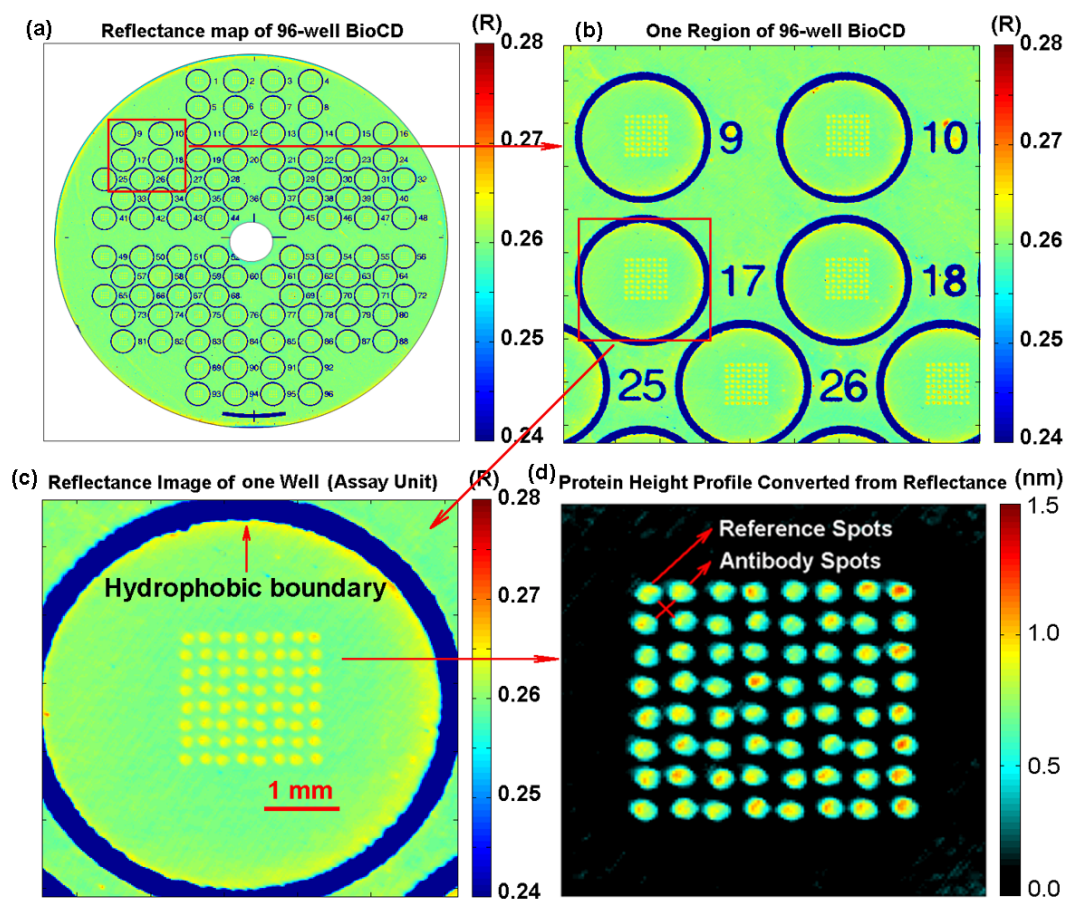 (a) Reflectance map of 96-well BioCD (R)
0.28
0.27
0.26
0.25
0.24
1 2 3 4
5 6 7 8
9 10 11 12 13 14 15 16
17 18 19 20 21 22 23 24
25 26 27 28 29 30 31 32
33 34 35 36 37 38 39 40
41 42 43 44 45 46 47 48
49 50 51 52 53 54 55 56
57 58 59 60 61 62 63 64
65 66 67 68 69 70 71 72
73 74 75 76 77 78 79 80
81 82 83 84 85 86 87 88
89 90 91 92
93 94 95 96
(b) One Region of 96-well BioCD (R)
0.28
0.27
0.26
0.25
0.24
9 10
17 18
25 26
(c) Reflectance Image of one Well (Assay Unit) (R)
0.28
0.27
0.26
0.25
0.24
Hydrophobic boundary
1 mm
(d) Protein Height Profile Converted from Reflectance (nm)
1.5
1.0
0.5
0.0
Reference Spots
Antibody Spots